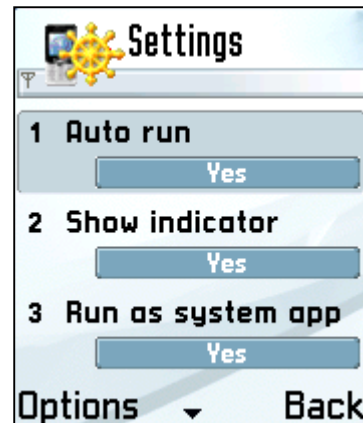 Settings
1 Auto run
Yes
2 Show indicator
Yes
3 Run as system app
Yes
Options Back